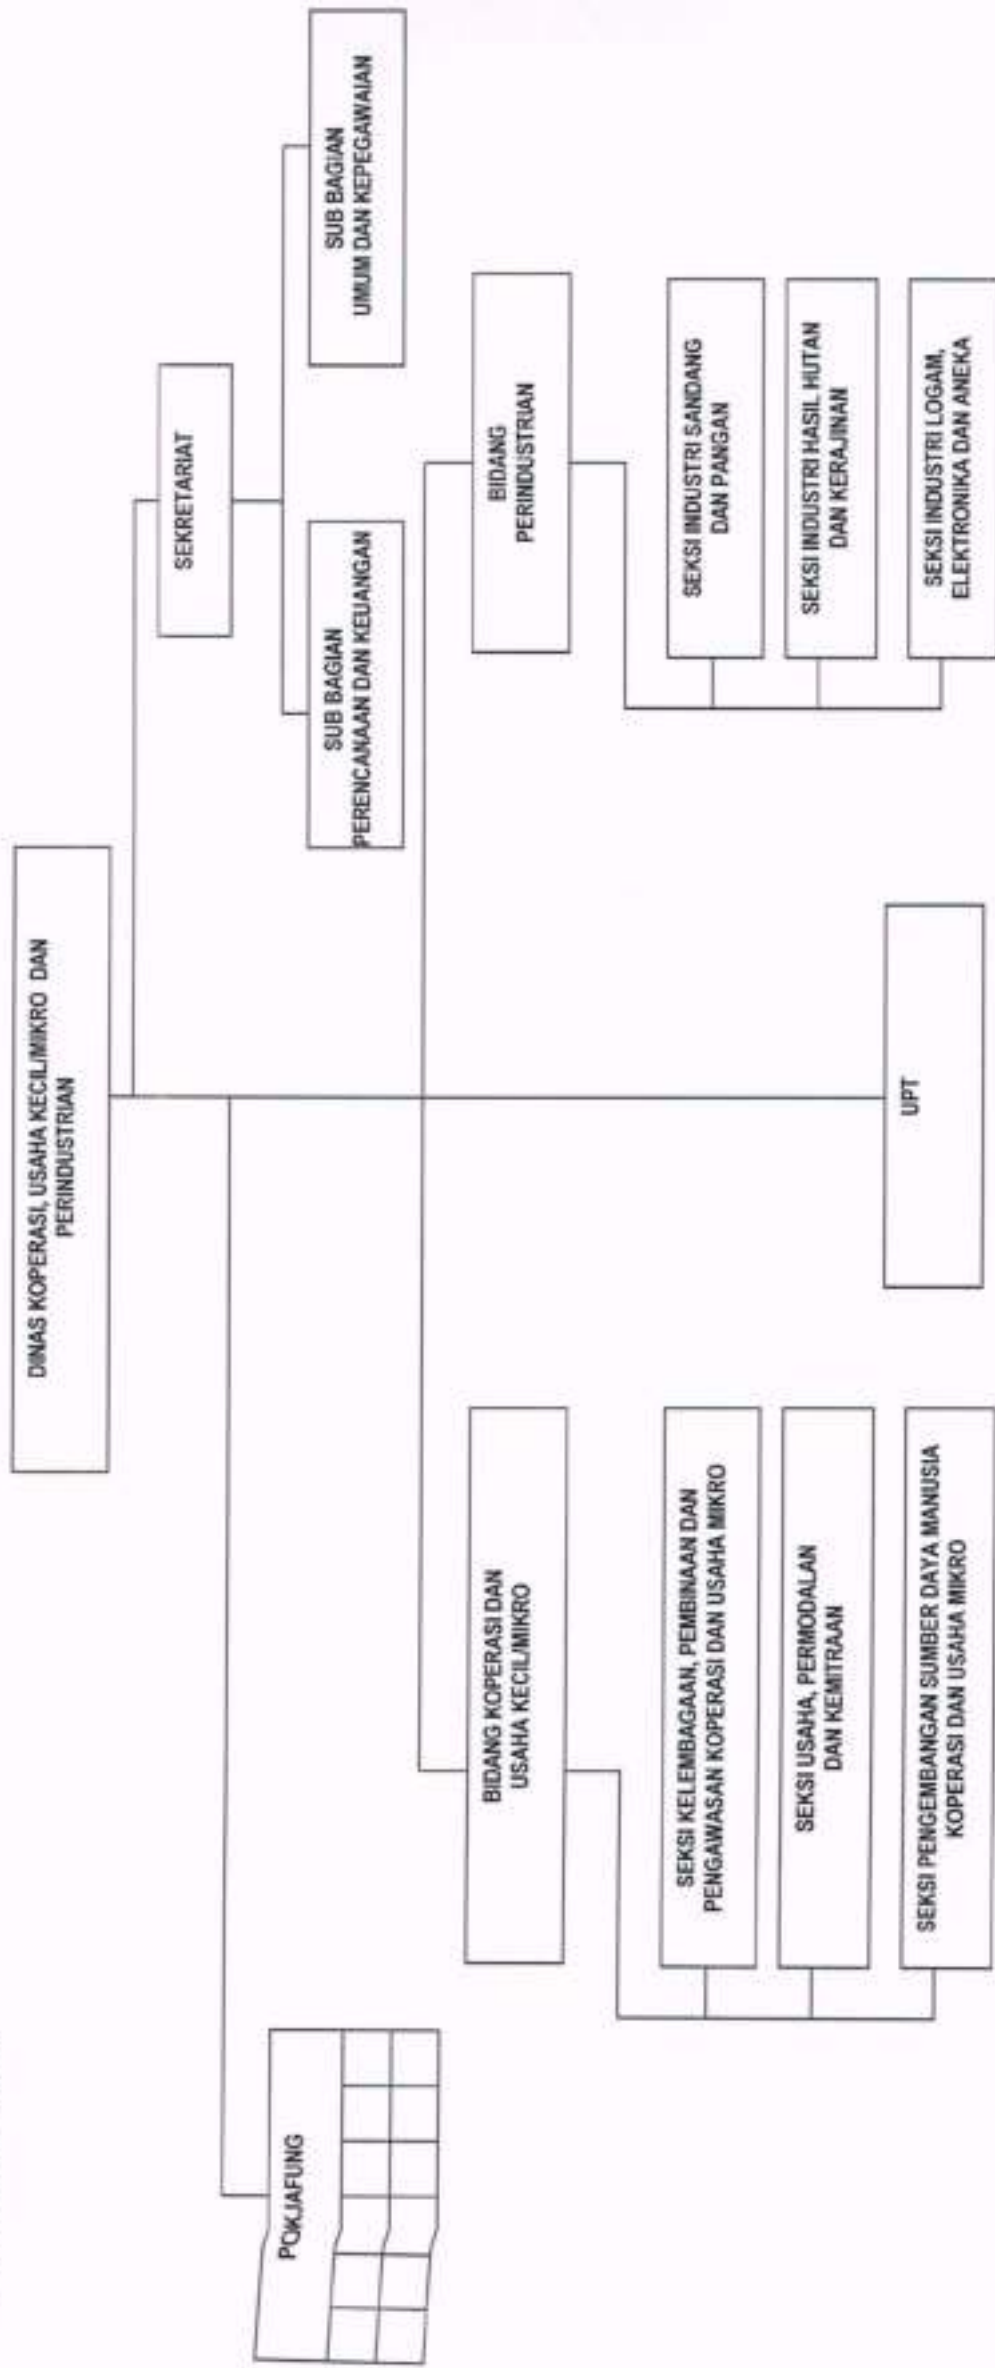 DINAS KOPERASI, USAHA KECIL/MIKRO DAN
PERINDUSTRIAN
SEKRETARIAT
POKJAFUNG
SUB BAGIAN
PERENCANAAN DAN KEUANGAN
SUB BAGIAN
UMUM DAN KEPEGAWAIAN
BIDANG KOPERASI DAN
USAHA KECIL/MIKRO
BIDANG
PERINDUSTRIAN
SEKSI KELEMBAGAAN, PEMBINAAN DAN
PENGAWASAN KOPERASI DAN USAHA MIKRO
SEKSI USAHA, PERMODALAN
DAN KEMITRAAN
SEKSI PENGEMBANGAN SUMBER DAYA MANUSIA
KOPERASI DAN USAHA MIKRO
UPT
SEKSI INDUSTRI SANDANG
DAN PANGAN
SEKSI INDUSTRI HASIL HUTAN
DAN KERAJINAN
SEKSI INDUSTRI LOGAM,
ELEKTRONIKA DAN ANEKA